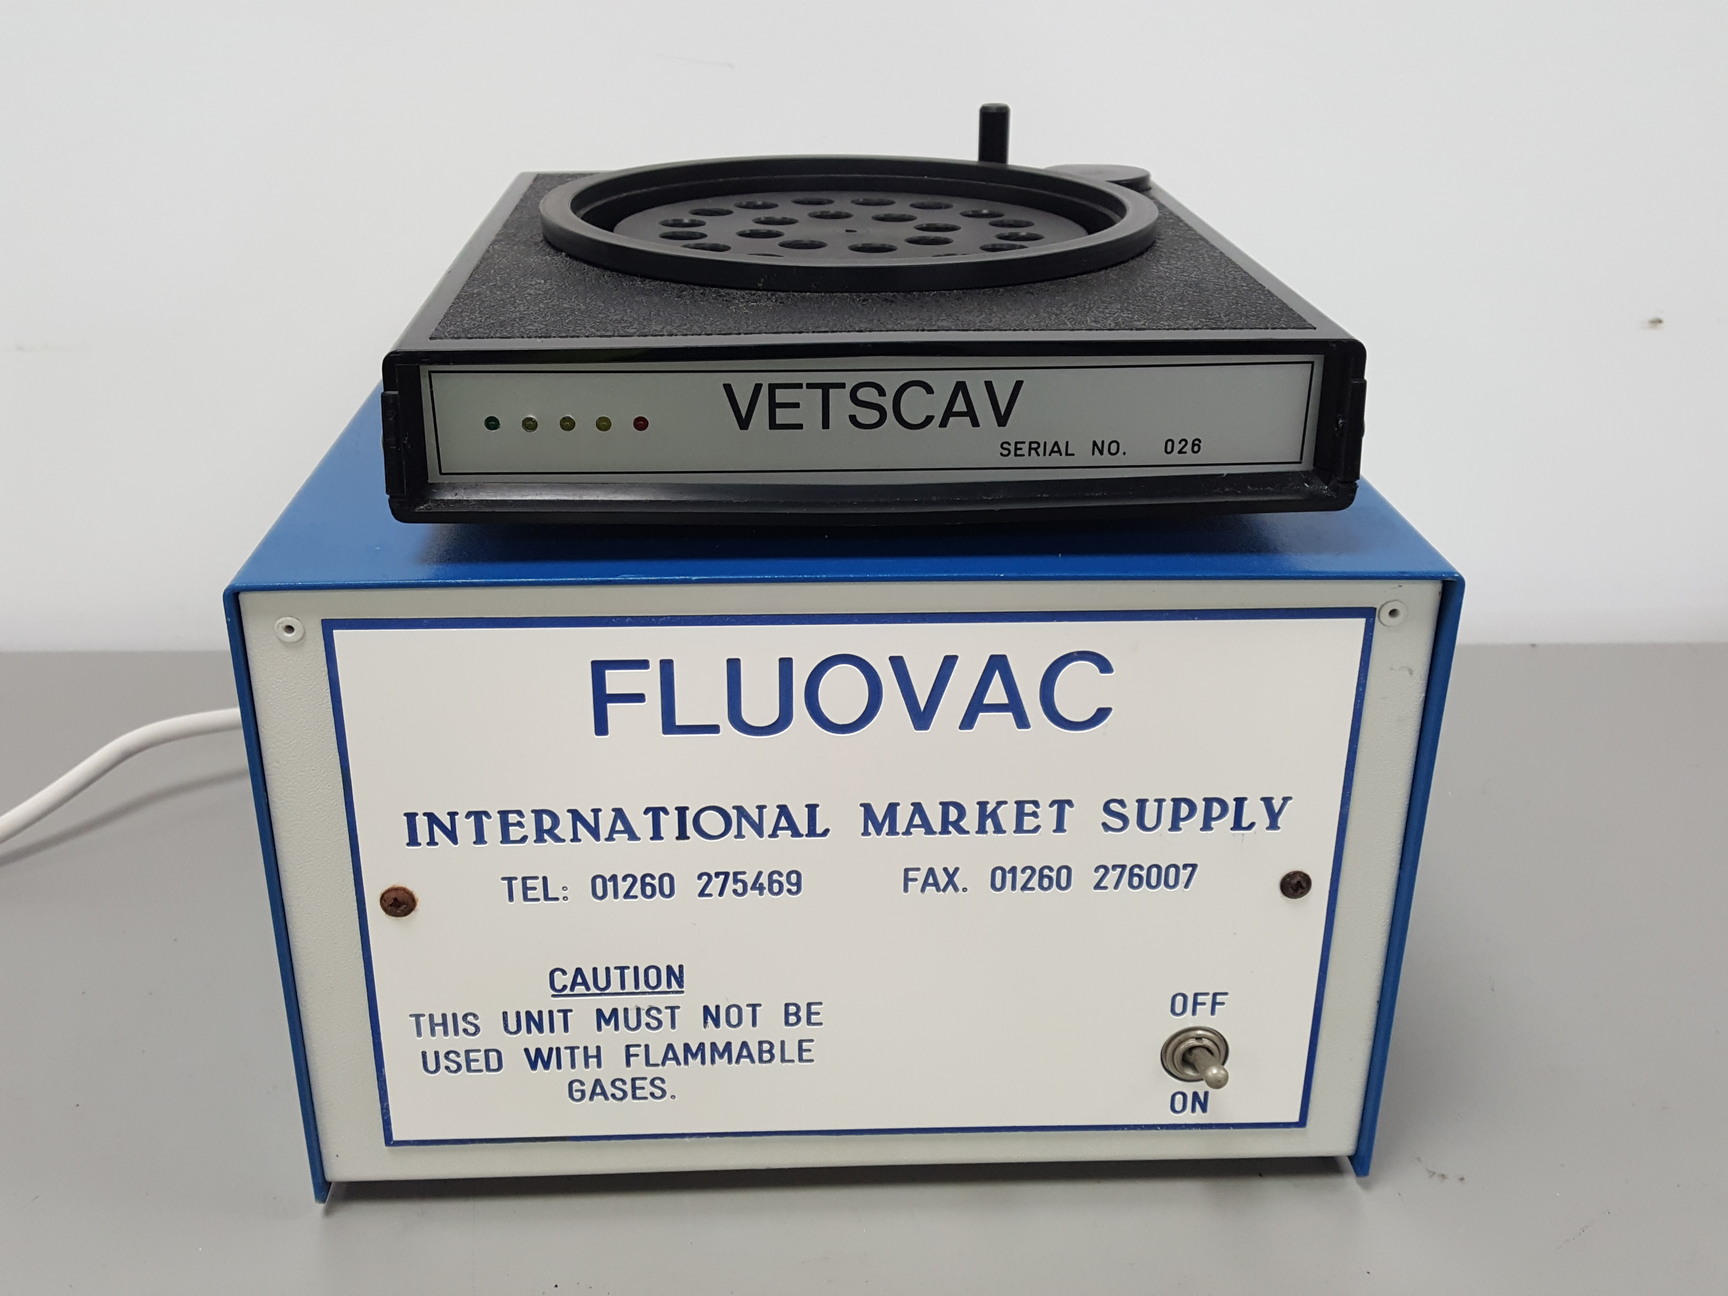 VETSCAV
SERIAL NO. 026
FLUOVAC
INTERNATIONAL MARKET SUPPLY
TEL: 01260 275469 FAX. 01260 276007
CAUTION
THIS UNIT MUST NOT BE
USED WITH FLAMMABLE
GASES.
OFF
ON